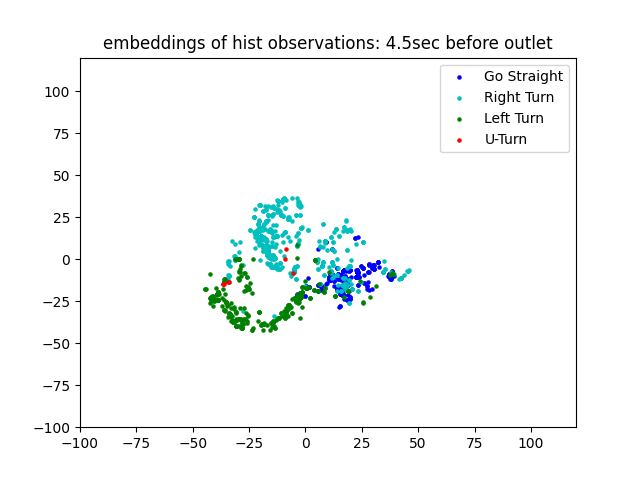 embeddings of hist observations: 4.5sec before outlet
Go Straight
Right Turn
Left Turn
U-Turn
100
75
50
25
0
−25
−50
−75
−100
−100 −75 −50 −25 0 25 50 75 100